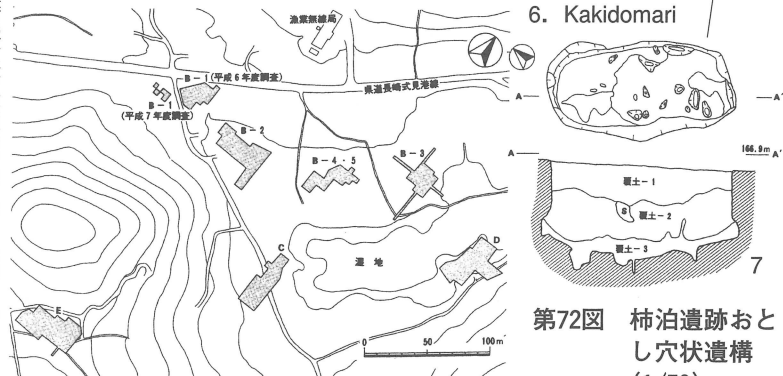 漁業無線局
B-1 (平成6年度調査)
県道長崎式見港線
B-1
(平成7年度調査)
B-2
B-4・5
B-3
C
湿地
D
E
0 50 100m
6. Kakidomari
A A′
A 166.9m A′
覆土-1
S 覆土-2
覆土-3
7
第72図 柿泊遺跡おと
し穴状遺構